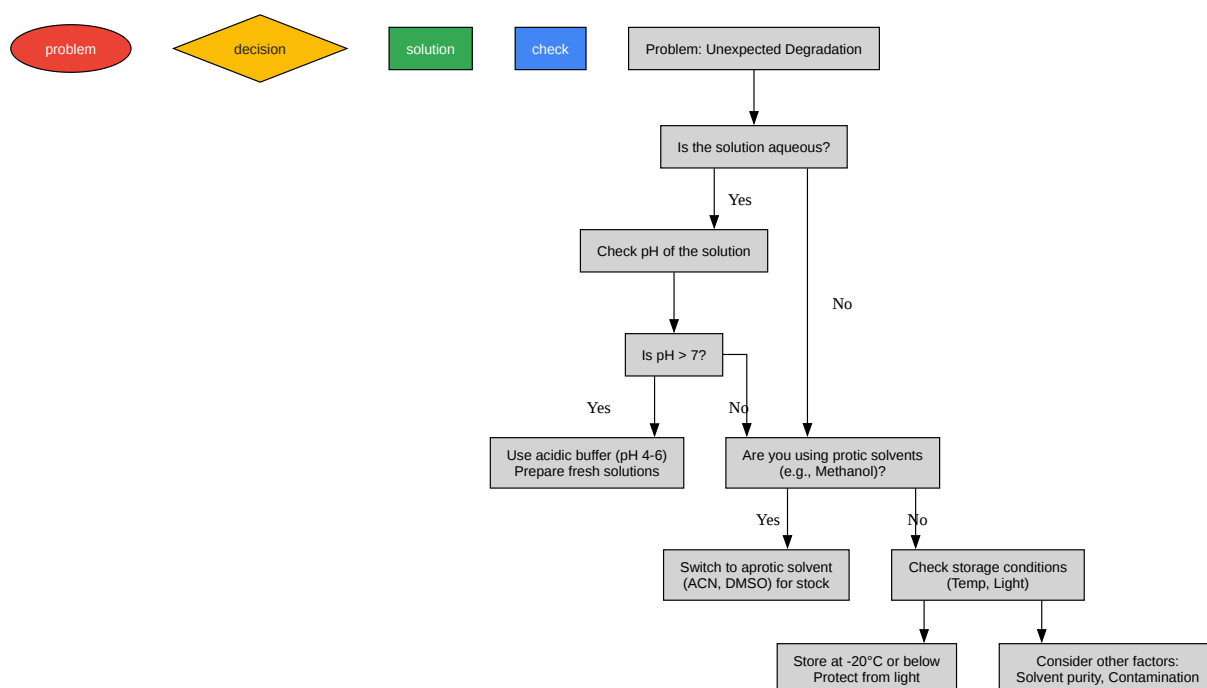 problem
decision
solution
check
Problem: Unexpected Degradation
Is the solution aqueous?
Yes
Check pH of the solution
No
Is pH > 7?
Yes
No
Use acidic buffer (pH 4-6)
Prepare fresh solutions
Are you using protic solvents
(e.g., Methanol)?
Yes
No
Switch to aprotic solvent
(ACN, DMSO) for stock
Check storage conditions
(Temp, Light)
Store at -20°C or below
Protect from light
Consider other factors:
Solvent purity, Contamination